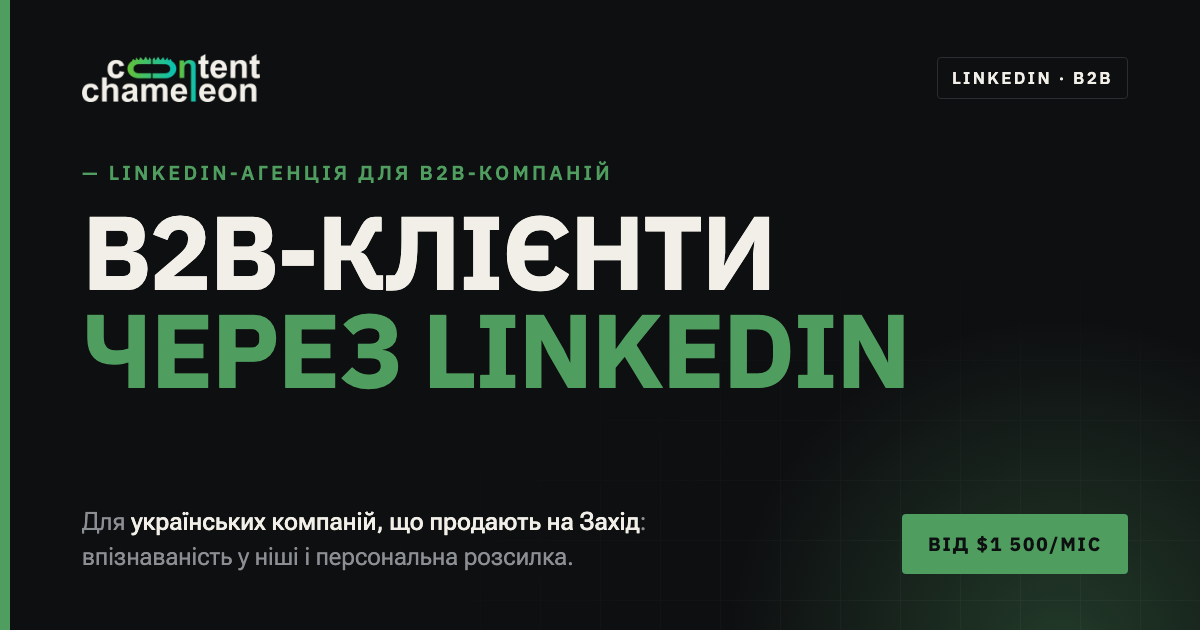 content
chameleon
LINKEDIN · B2B
— LINKEDIN-АГЕНЦІЯ ДЛЯ B2B-КОМПАНІЙ
B2B-КЛІЄНТИ
ЧЕРЕЗ LINKEDIN
Для українських компаній, що продають на Захід:
впізнаваність у ніші і персональна розсилка.
ВІД $1 500/МІС